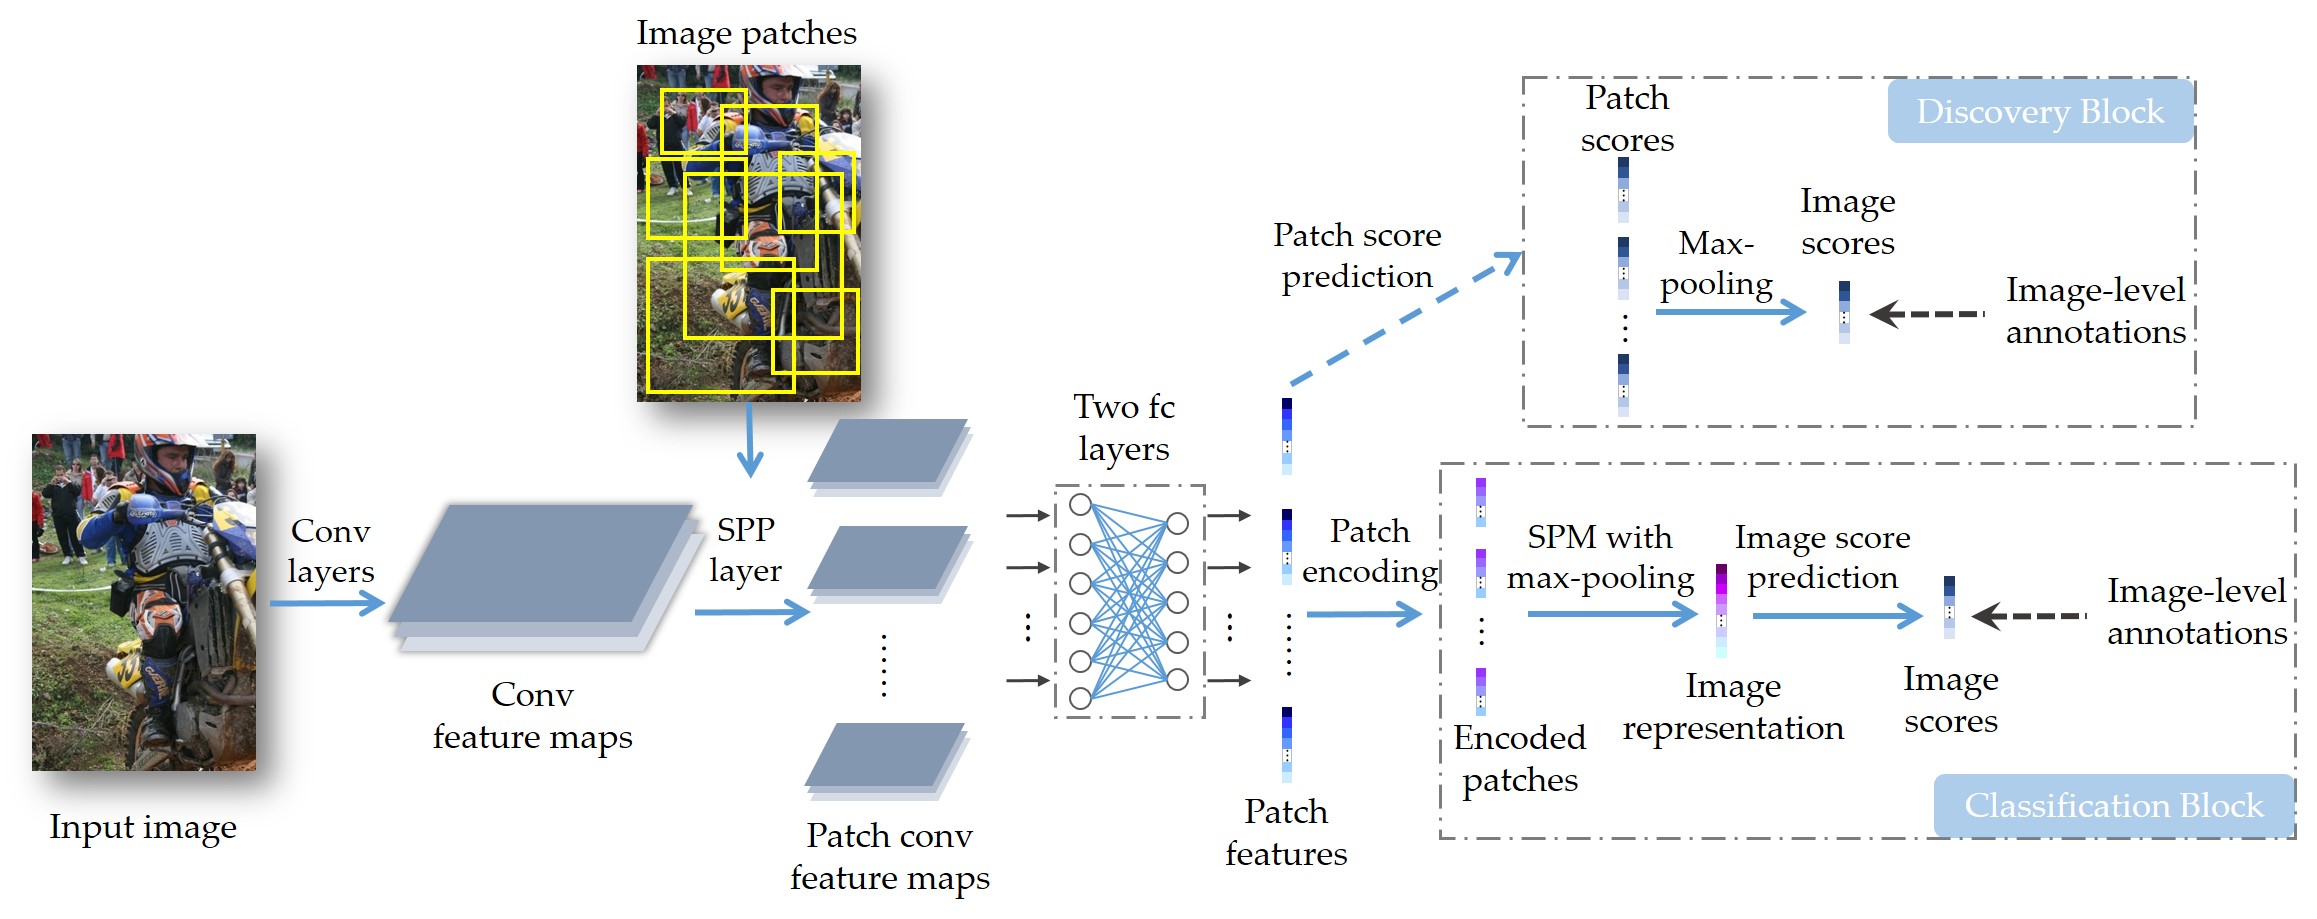 Image patches
Input image
Conv
layers
Conv
feature maps
SPP
layer
Patch conv
feature maps
Two fc
layers
Patch
features
Patch score
prediction
Patch
encoding
Discovery Block
Patch
scores
Max-
pooling
Image
scores
Image-level
annotations
Encoded
patches
SPM with
max-pooling
Image
representation
Image score
prediction
Image
scores
Image-level
annotations
Classification Block